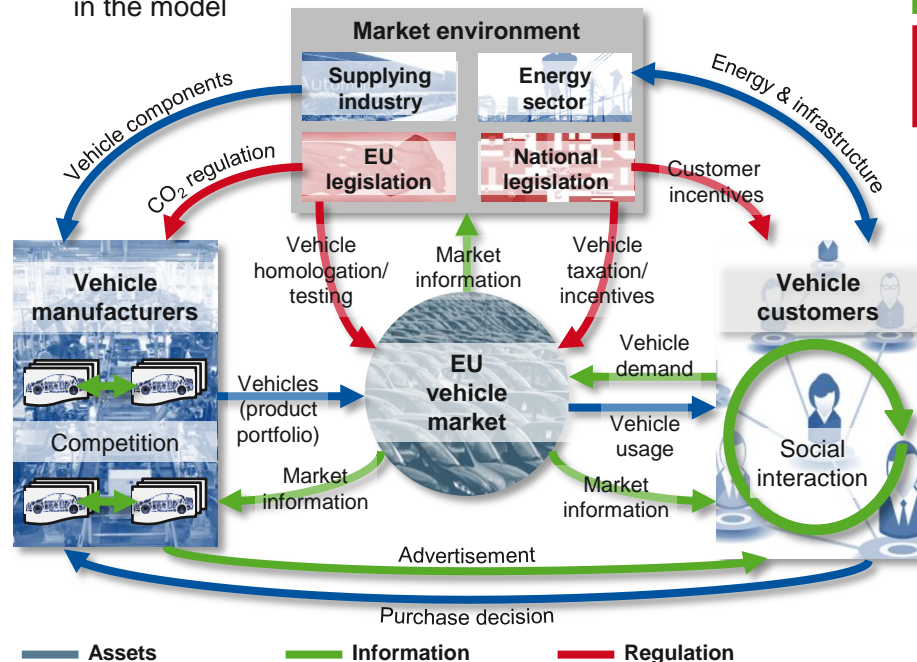 in the model
Market environment
Supplying
industry
Energy
sector
EU
legislation
National
legislation
Vehicle components
CO₂ regulation
Energy & infrastructure
Customer
incentives
Vehicle
homologation/
testing
Market
information
Vehicle
taxation/
incentives
Vehicle
manufacturers
Vehicle
customers
EU
vehicle
market
Vehicle
demand
Vehicles
(product
portfolio)
Vehicle
usage
Competition
Social
interaction
Market
information
Market
information
Advertisement
Purchase decision
Assets
Information
Regulation